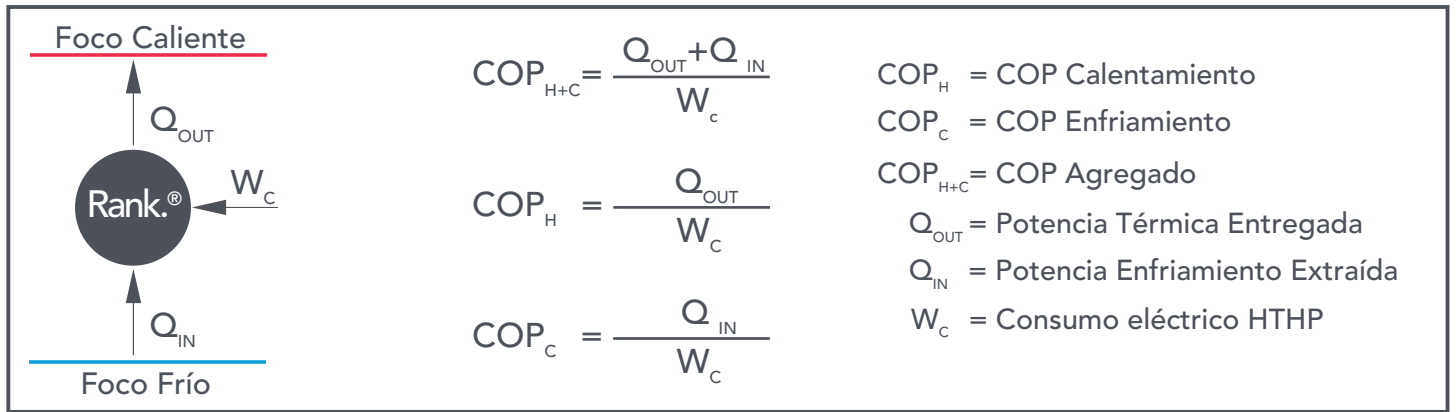 Foco Caliente
Q_OUT
Rank.®
W_C
Q_IN
Foco Frío
COP_H+C = Q_OUT+Q_IN / W_c
COP_H = Q_OUT / W_C
COP_C = Q_IN / W_C
COP_H = COP Calentamiento
COP_C = COP Enfriamiento
COP_H+C = COP Agregado
Q_OUT = Potencia Térmica Entregada
Q_IN = Potencia Enfriamiento Extraída
W_C = Consumo eléctrico HTHP